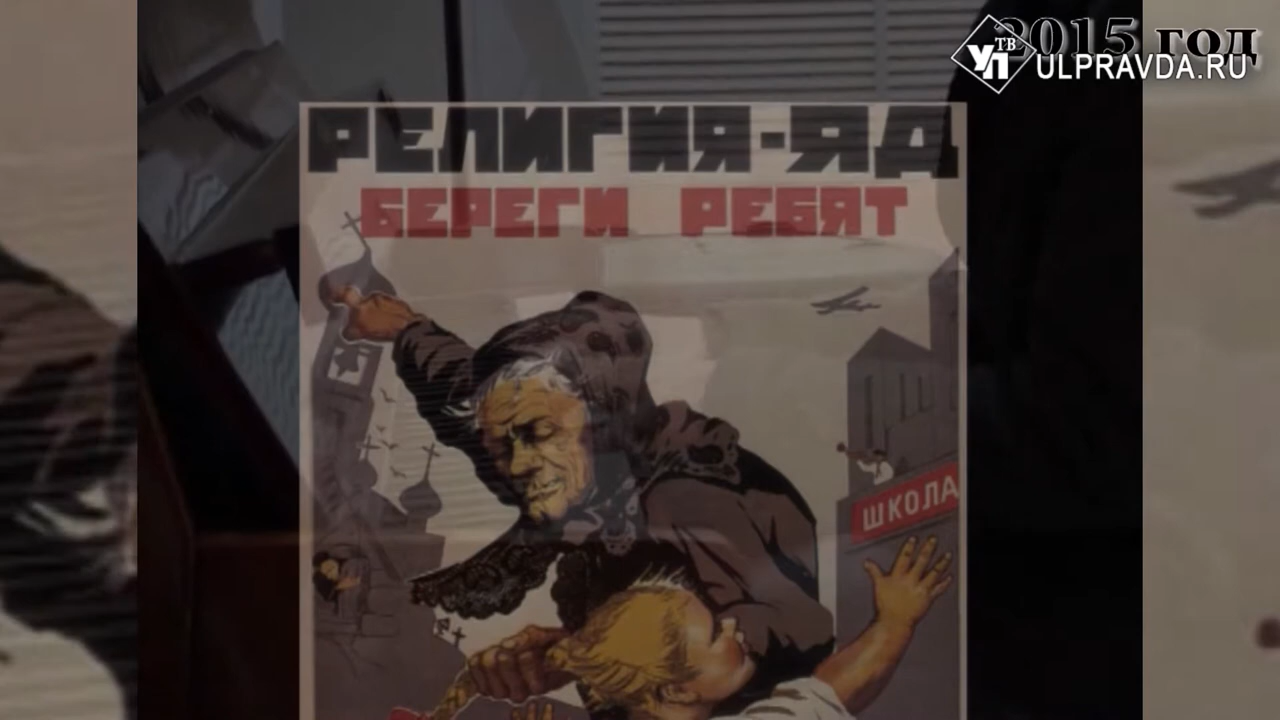 2015 год
УП ТВ
ULPRAVDA.RU
РЕЛИГИЯ-ЯД
БЕРЕГИ РЕБЯТ
ШКОЛА